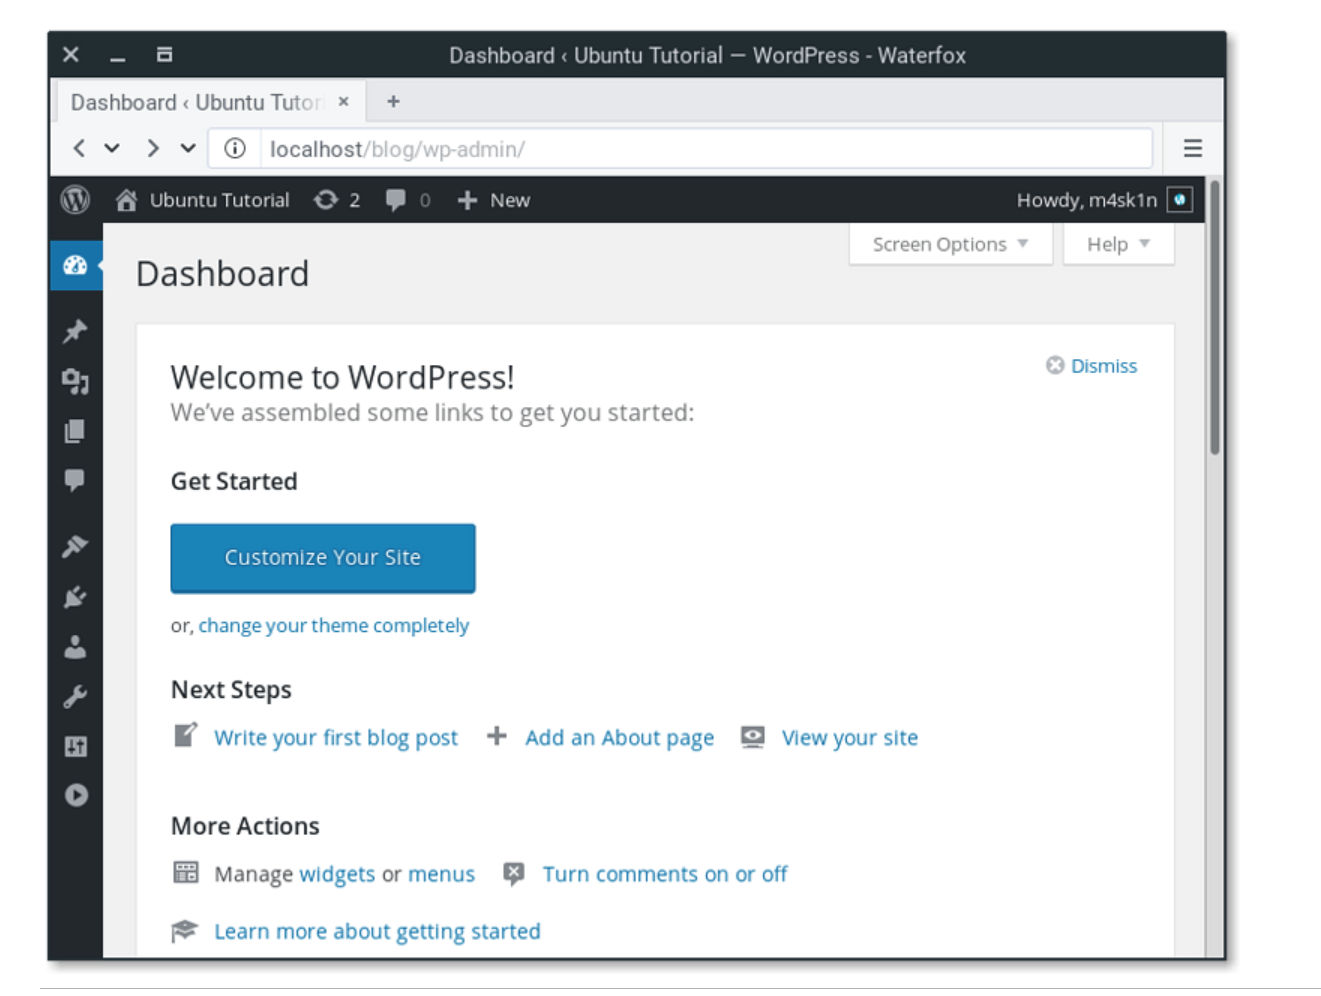 Dashboard ‹ Ubuntu Tutorial — WordPress - Waterfox
Dashboard ‹ Ubuntu Tutori
localhost/blog/wp-admin/
Ubuntu Tutorial 2 0 New Howdy, m4sk1n
Screen Options Help
Dashboard
Welcome to WordPress!
Dismiss
We’ve assembled some links to get you started:
Get Started
Customize Your Site
or, change your theme completely
Next Steps
Write your first blog post Add an About page View your site
More Actions
Manage widgets or menus Turn comments on or off
Learn more about getting started